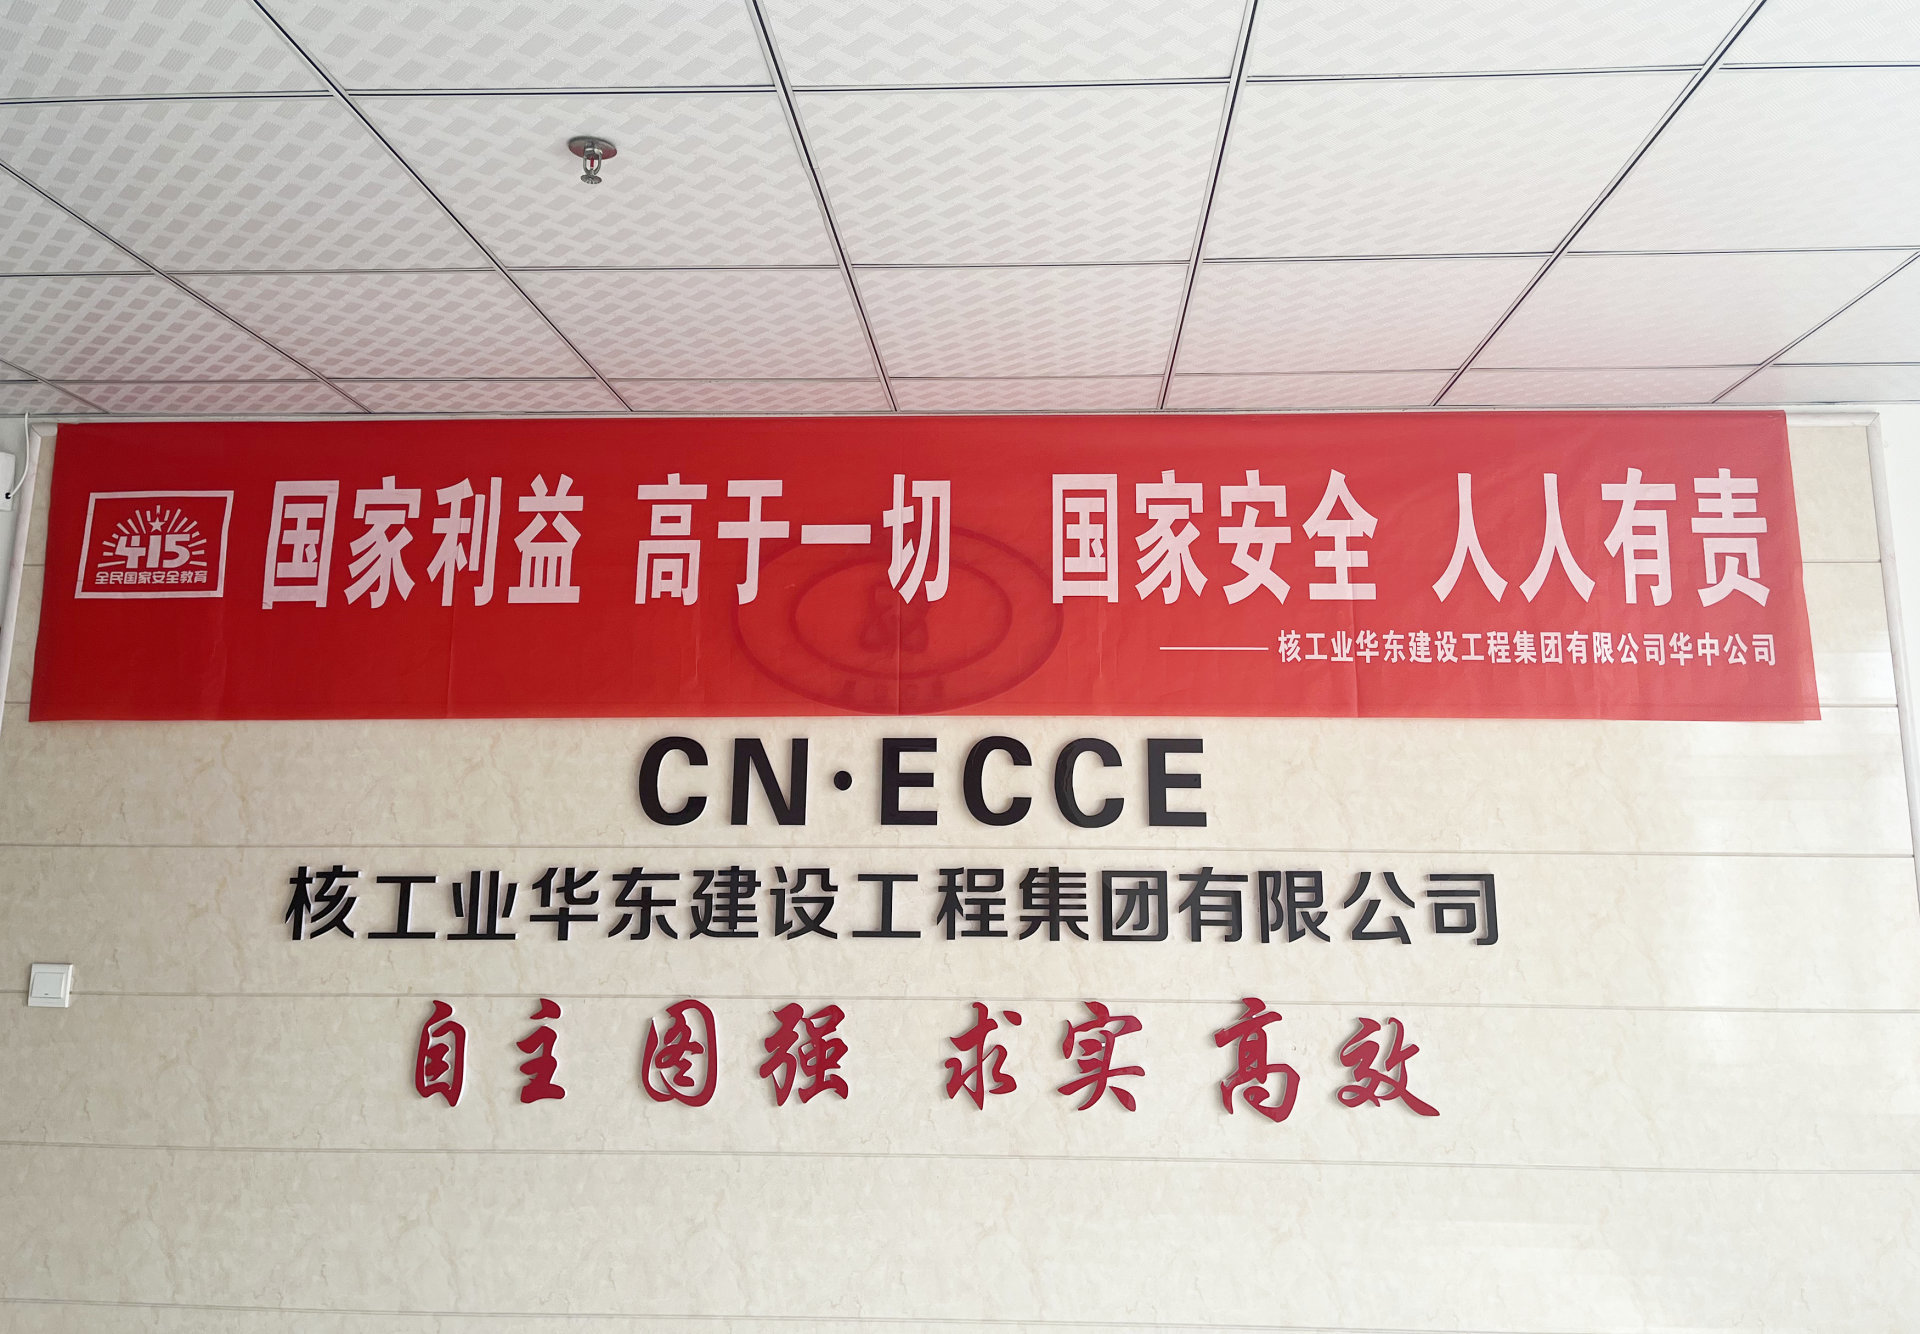 415
全民国家安全教育
国家利益 高于一切 国家安全 人人有责
——核工业华东建设工程集团有限公司华中公司
CN·ECCE
核工业华东建设工程集团有限公司
自主 图强 求实 高效